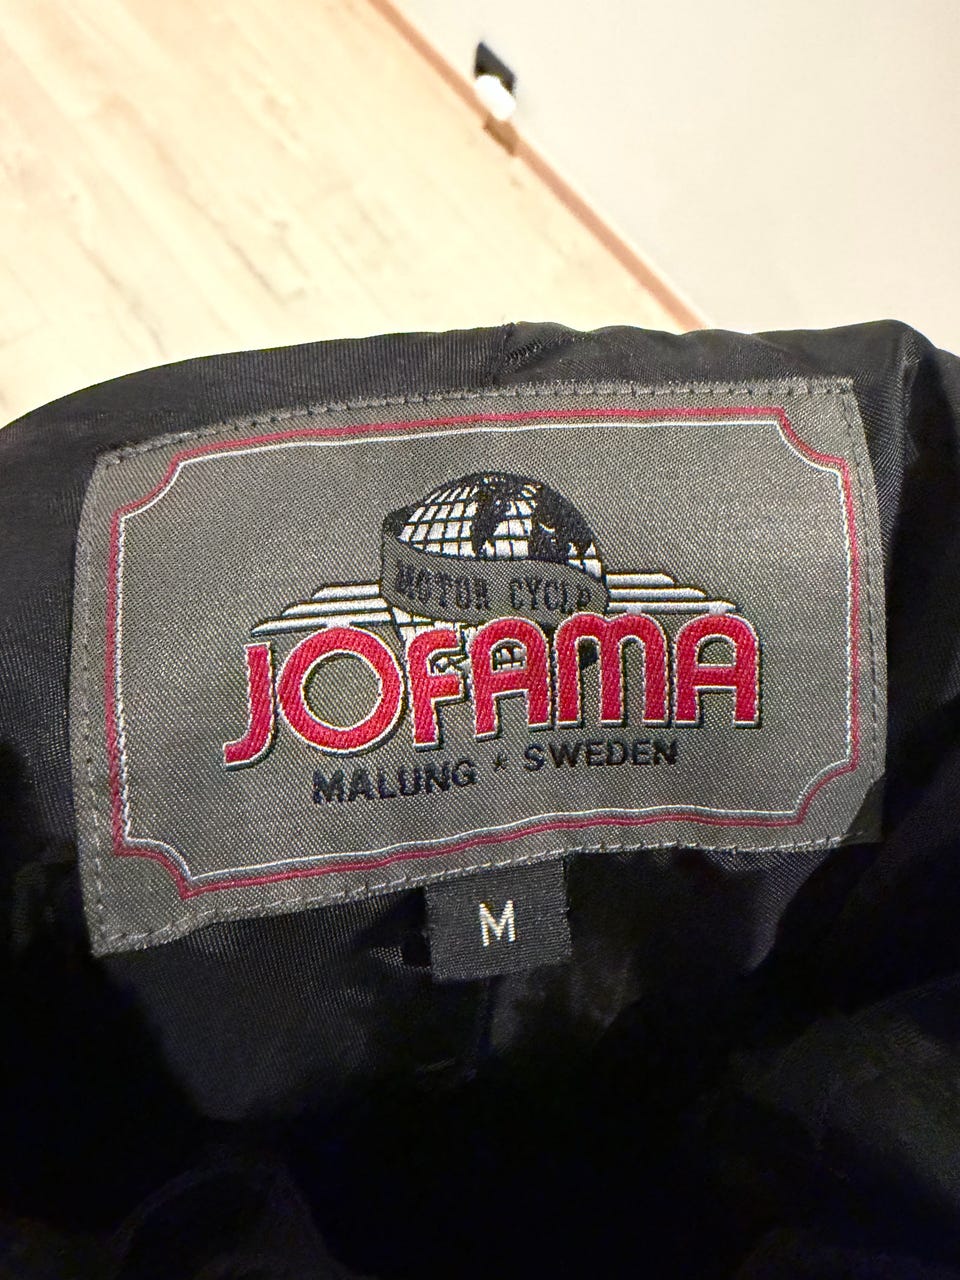 MOTOR CYCLE
JOFAMA
MALUNG * SWEDEN
M